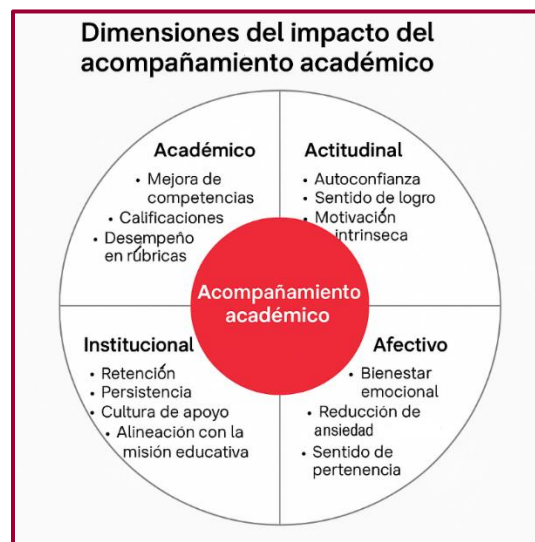 Dimensiones del impacto del
acompañamiento académico
Académico
• Mejora de
competencias
• Calificaciones
• Desempeño
en rúbricas
Actitudinal
• Autoconfianza
• Sentido de logro
• Motivación
intrinseca
Acompañamiento
académico
Institucional
• Retención
• Persistencia
• Cultura de apoyo
• Alineación con la
misión educativa
Afectivo
• Bienestar
emocional
• Reducción de
ansiedad
• Sentido de
pertenencia